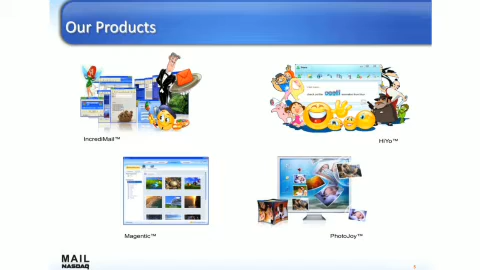 Our Products
IncrediMail™
HiYo™
Magentic™
PhotoJoy™
MAIL
NASDAQ